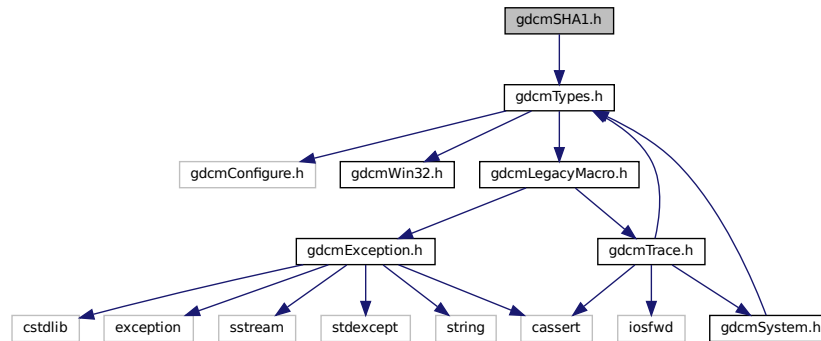 gdcmSHA1.h
gdcmTypes.h
gdcmConfigure.h
gdcmWin32.h
gdcmLegacyMacro.h
gdcmException.h
gdcmTrace.h
cstdlib
exception
sstream
stdexcept
string
cassert
iosfwd
gdcmSystem.h